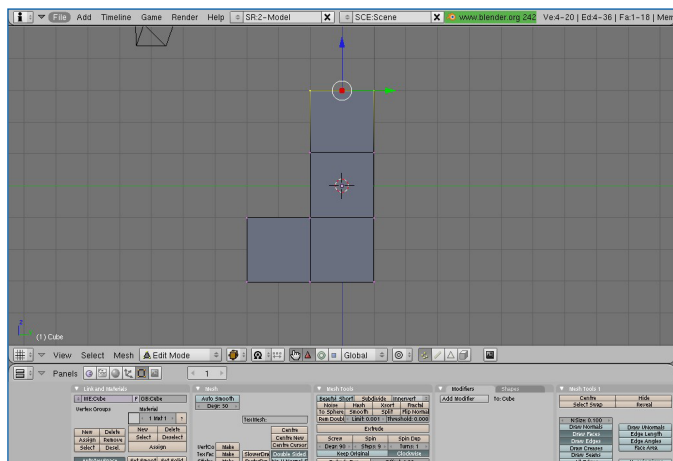 File Add Timeline Game Render Help SR:2-Model X SCE:Scene X www.blender.org 242 Ve:4-20 | Ed:4-36 | Fa:1-18 | Mem
z
(1) Cube
View Select Mesh Edit Mode Global
Panels 1
Link and Materials Mesh Mesh Tools Modifiers Shapes Mesh Tools 1
ME:Cube F OB:Cube Auto Smooth Beauty Short Subdivide Innervert Add Modifier To: Cube Centre Hide
Vertex Groups Material Degr: 30 Noise Hash Xsort Fractal Select Swap Reveal
1 Mat 1 ? To Sphere Smooth Split Flip Normal
TexMesh: Rem Doubl Limit: 0.001 Threshold: 0.000 NSize: 0.100
New Delete New Delete Extrude Draw Normals Draw VNormals
Assign Remove Select Deselect Centre Screw Spin Spin Dup Draw Faces Edge Length
Select Desel. Assign Centre New Degr: 90 Steps: 9 Turns: 1 Draw Edges Edge Angles
VertCo Make Centre Cursor Keep Original Clockwise Draw Creases Face Area
TexFac Make SlowerDra Double Sided Draw Seams